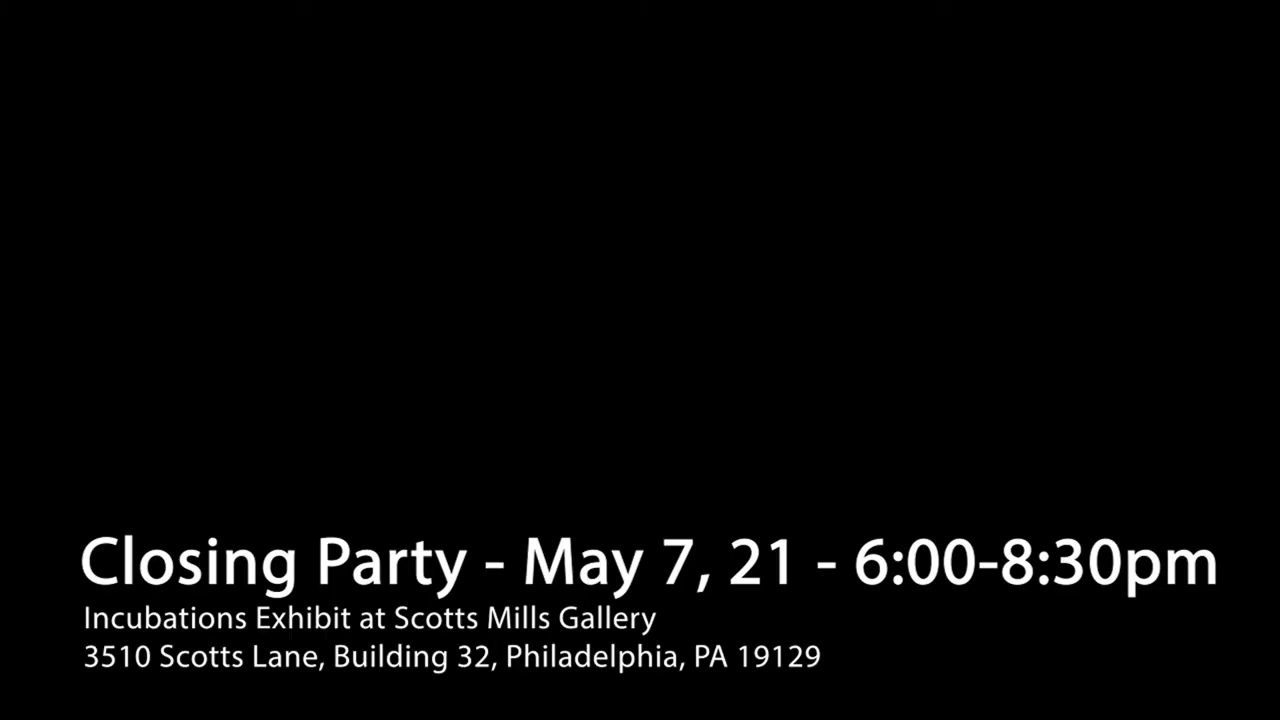 Closing Party - May 7, 21 - 6:00-8:30pm
Incubations Exhibit at Scotts Mills Gallery
3510 Scotts Lane, Building 32, Philadelphia, PA 19129